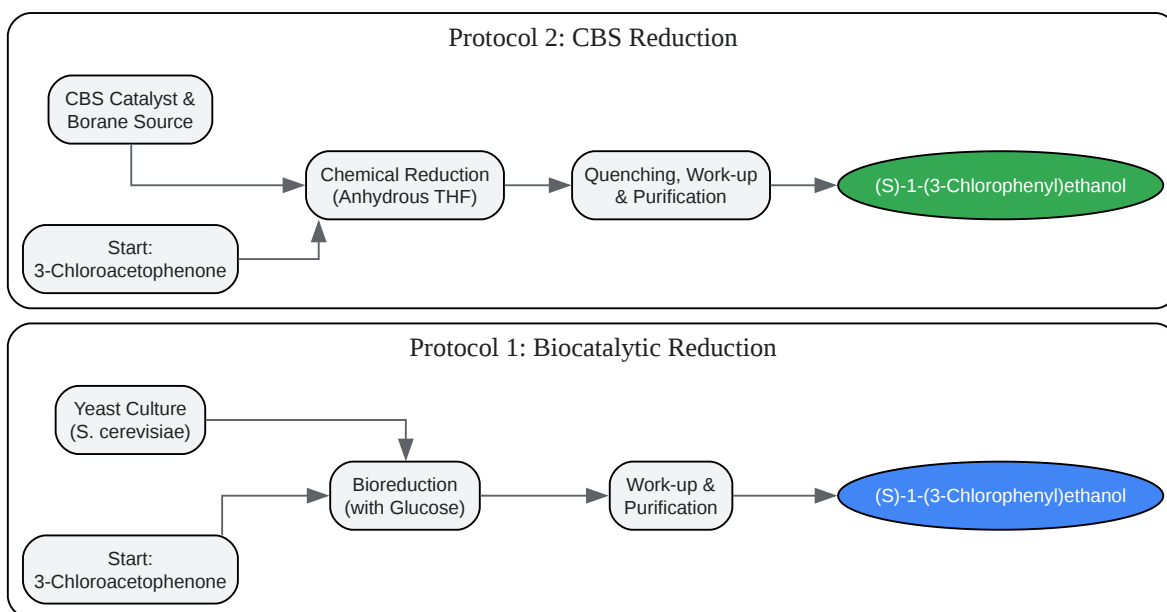 Protocol 2: CBS Reduction
CBS Catalyst &
Borane Source
Chemical Reduction
(Anhydrous THF)
Quenching, Work-up
& Purification
(S)-1-(3-Chlorophenyl)ethanol
Start:
3-Chloroacetophenone
Protocol 1: Biocatalytic Reduction
Yeast Culture
(S. cerevisiae)
Bioreduction
(with Glucose)
Work-up &
Purification
(S)-1-(3-Chlorophenyl)ethanol
Start:
3-Chloroacetophenone